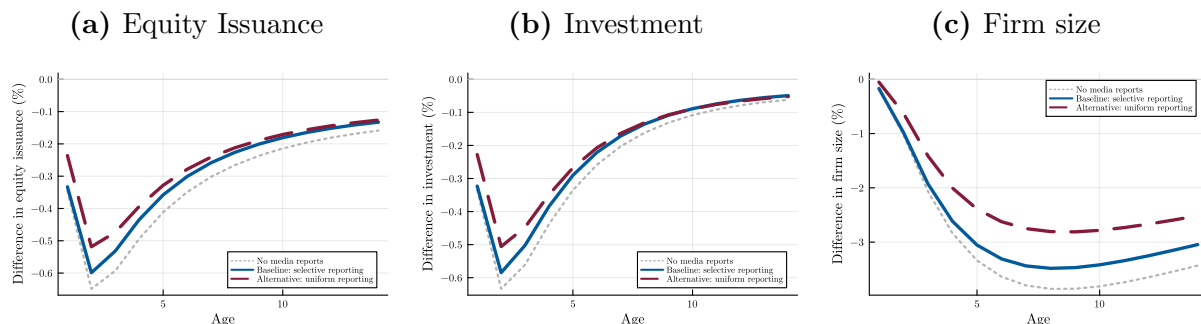 (a) Equity Issuance
Difference in equity issuance (%)
0.0
−0.1
−0.2
−0.3
−0.4
−0.5
−0.6
No media reports
Baseline: selective reporting
Alternative: uniform reporting
5
10
Age
(b) Investment
Difference in investment (%)
0.0
−0.1
−0.2
−0.3
−0.4
−0.5
−0.6
No media reports
Baseline: selective reporting
Alternative: uniform reporting
5
10
Age
(c) Firm size
Difference in firm size (%)
0
−1
−2
−3
No media reports
Baseline: selective reporting
Alternative: uniform reporting
5
10
Age